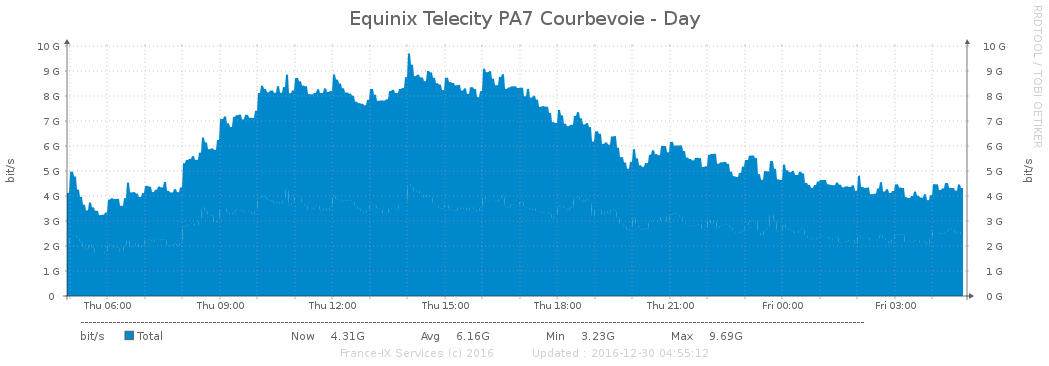 Equinix Telecity PA7 Courbevoie - Day
RRDTOOL / TOBI OETIKER
bit/s
10 G 10 G
9 G 9 G
8 G 8 G
7 G 7 G
6 G 6 G
5 G 5 G
4 G 4 G
3 G 3 G
2 G 2 G
1 G 1 G
0 0 G
bit/s
Thu 06:00 Thu 09:00 Thu 12:00 Thu 15:00 Thu 18:00 Thu 21:00 Fri 00:00 Fri 03:00
bit/s Total Now 4.31G Avg 6.16G Min 3.23G Max 9.69G
France-IX Services (c) 2016 Updated : 2016-12-30 04:55:12